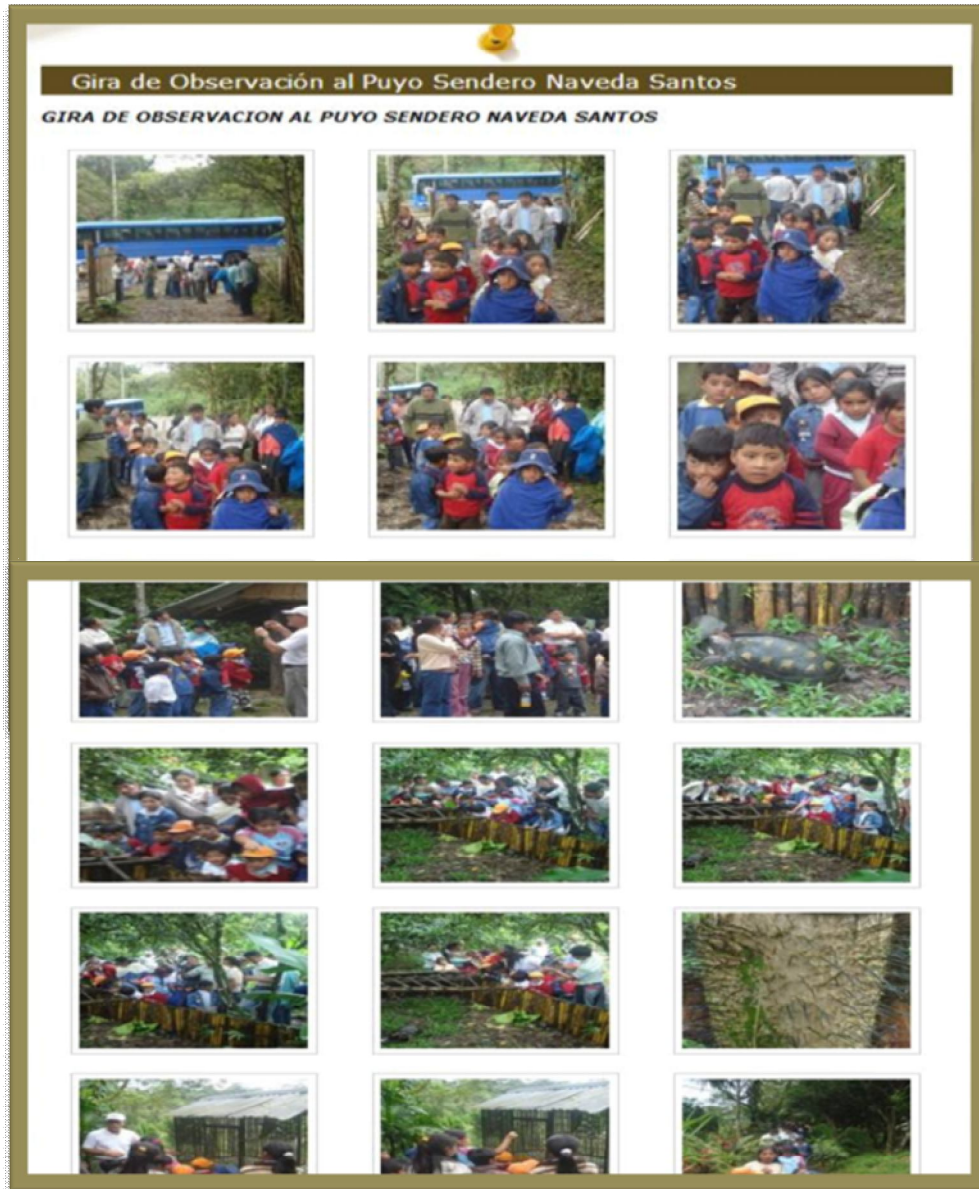 Gira de Observación al Puyo Sendero Naveda Santos
GIRA DE OBSERVACION AL PUYO SENDERO NAVEDA SANTOS